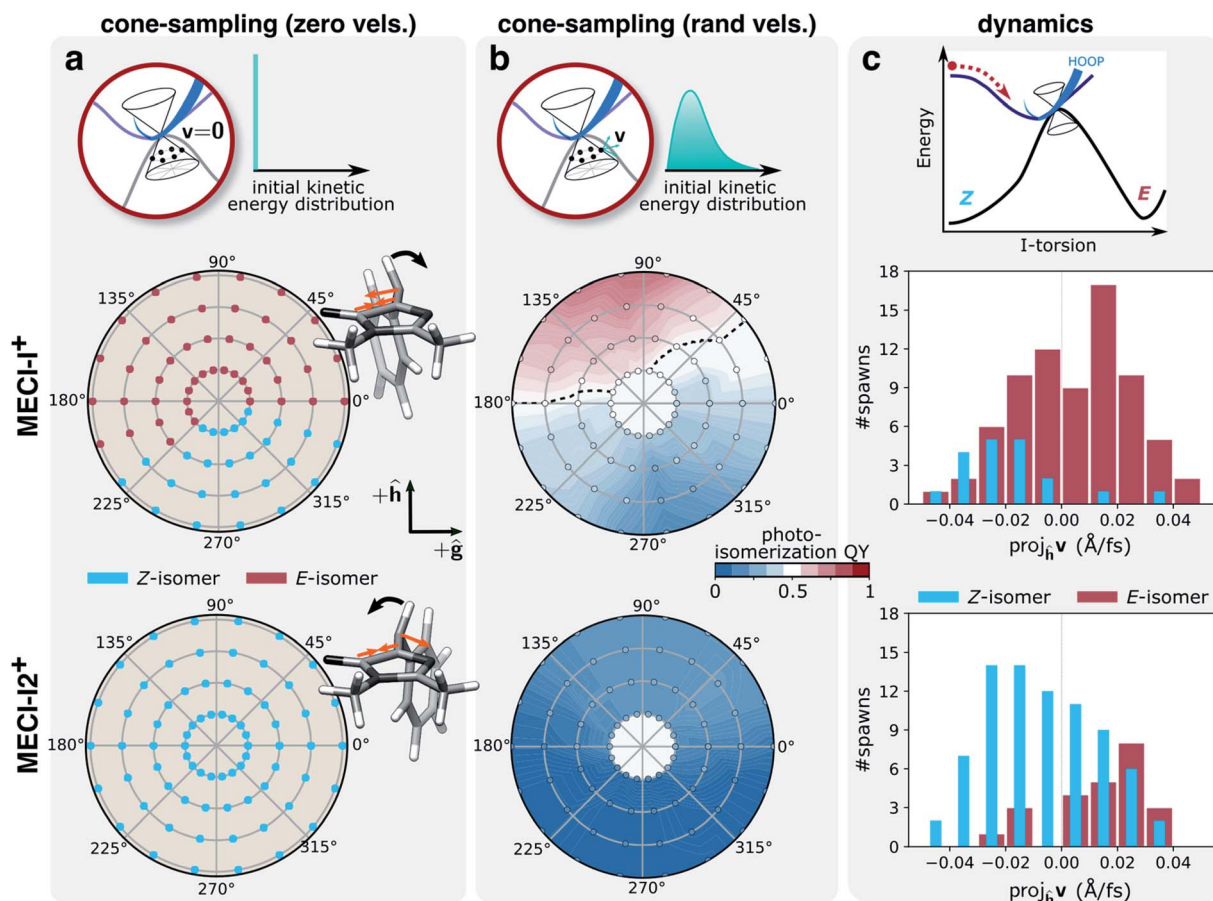 cone-sampling (zero vels.)
cone-sampling (rand vels.)
dynamics
a
v=0
initial kinetic
energy distribution
b
v
initial kinetic
energy distribution
c
HOOP
Energy
Z
E
I-torsion
MECI-I+
90°
135°
45°
180°
0°
225°
315°
270°
+ĥ
+ĝ
90°
135°
45°
180°
0°
225°
315°
270°
photo-
isomerization QY
0
0.5
1
18
15
12
9
6
3
0
#spawns
−0.04
−0.02
0.00
0.02
0.04
projĥv (Å/fs)
MECI-I2+
Z-isomer
E-isomer
90°
135°
45°
180°
0°
225°
315°
270°
90°
135°
45°
180°
0°
225°
315°
270°
Z-isomer
E-isomer
18
15
12
9
6
3
0
#spawns
−0.04
−0.02
0.00
0.02
0.04
projĥv (Å/fs)